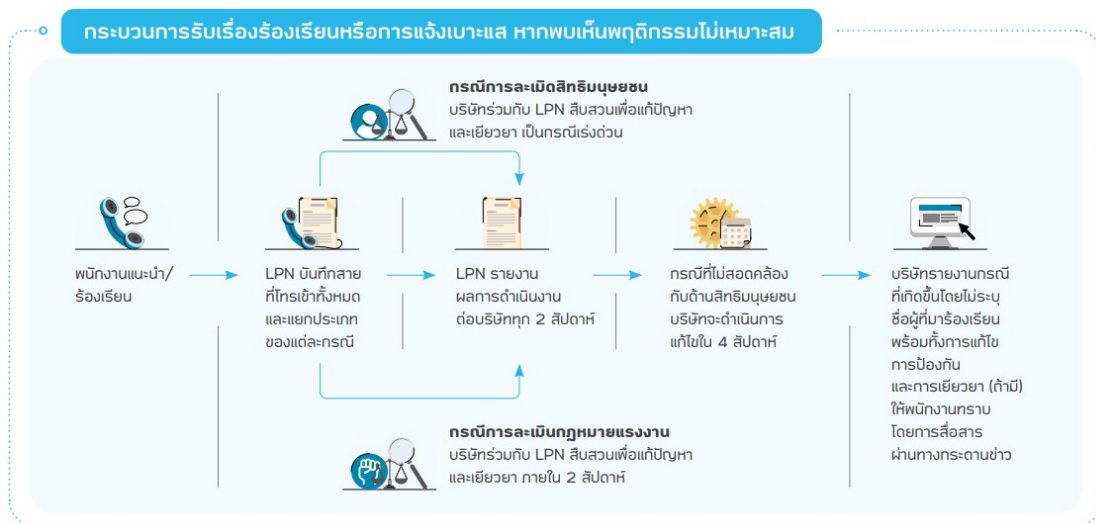 กระบวนการรับเรื่องร้องเรียนหรือการแจ้งเบาะแส หากพบเห็นพฤติกรรมไม่เหมาะสม
กรณีการละเมิดสิทธิมนุษยชน
บริษัทร่วมกับ LPN สืบสวนเพื่อแก้ปัญหา
และเยียวยา เป็นกรณีเร่งด่วน
พนักงานแนะนำ/
ร้องเรียน
LPN บันทึกสาย
ที่โทรเข้าทั้งหมด
และแยกประเภท
ของแต่ละกรณี
LPN รายงาน
ผลการดำเนินงาน
ต่อบริษัททุก 2 สัปดาห์
กรณีที่ไม่สอดคล้อง
กับด้านสิทธิมนุษยชน
บริษัทจะดำเนินการ
แก้ไขใน 4 สัปดาห์
บริษัทรายงานกรณี
ที่เกิดขึ้นโดยไม่ระบุ
ชื่อผู้ที่มาร้องเรียน
พร้อมทั้งการแก้ไข
การป้องกัน
และการเยียวยา (ถ้ามี)
ให้พนักงานทราบ
โดยการสื่อสาร
ผ่านทางกระดานข่าว
กรณีการละเมินกฎหมายแรงงาน
บริษัทร่วมกับ LPN สืบสวนเพื่อแก้ปัญหา
และเยียวยา ภายใน 2 สัปดาห์